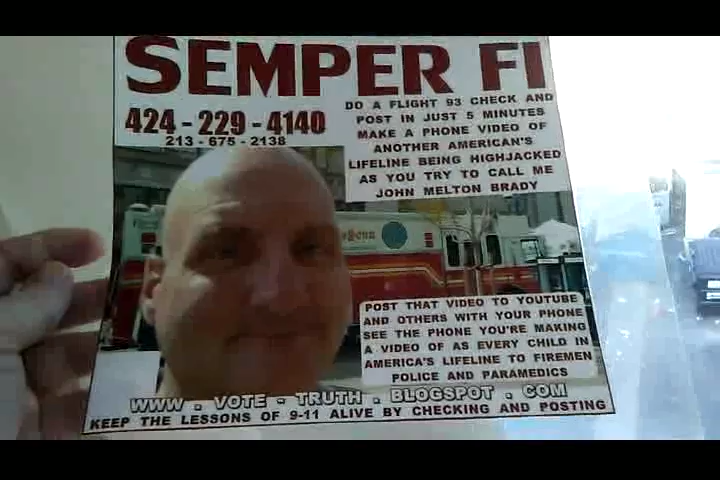 SEMPER FI
424 - 229 - 4140
213 - 675 - 2138
DO A FLIGHT 93 CHECK AND
POST IN JUST 5 MINUTES
MAKE A PHONE VIDEO OF
ANOTHER AMERICAN'S
LIFELINE BEING HIGHJACKED
AS YOU TRY TO CALL ME
JOHN MELTON BRADY
POST THAT VIDEO TO YOUTUBE
AND OTHERS WITH YOUR PHONE
SEE THE PHONE YOU'RE MAKING
A VIDEO OF AS EVERY CHILD IN
AMERICA'S LIFELINE TO FIREMEN
POLICE AND PARAMEDICS
WWW . VOTE - TRUTH . BLOGSPOT . COM
KEEP THE LESSONS OF 9-11 ALIVE BY CHECKING AND POSTING